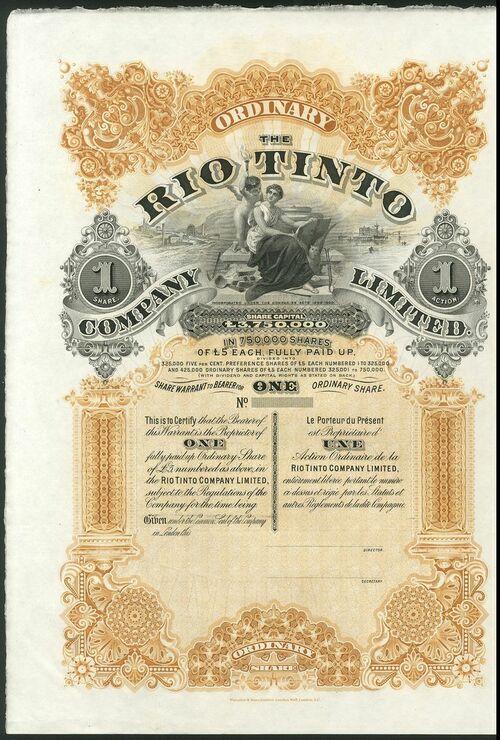 ORDINARY
THE
RIO TINTO
COMPANY LIMITED.
1
SHARE.
1
ACTION.
INCORPORATED UNDER THE COMPANIES ACTS
SHARE CAPITAL
£3,750,000
IN 750000 SHARES
OF £5 EACH, FULLY PAID UP,
DIVIDED INTO
325,000 FIVE PER CENT. PREFERENCE SHARES OF £5 EACH NUMBERED 1 TO 325,000
AND 425,000 ORDINARY SHARES OF £5 EACH NUMBERED 325,001 TO 750,000.
(WITH DIVIDEND AND CAPITAL RIGHTS AS STATED ON BACK)
SHARE WARRANT TO BEARER FOR ONE ORDINARY SHARE.
No
This is to Certify that the Bearer of
this Warrant is the Proprietor of
ONE
fully paid up Ordinary Share
of £5 numbered as above, in
the RIO TINTO COMPANY LIMITED,
subject to the Regulations of the
Company for the time being.
Given under the Common Seal of the Company
in London this
Le Porteur du Présent
est Propriétaire d'
UNE
Action Ordinaire de la
RIO TINTO COMPANY LIMITED,
entièrement libérée portant le numéro
ci-dessus et régie par les Statuts et
autres Règlements de ladite Compagnie.
DIRECTOR.
SECRETARY.
ORDINARY
SHARE